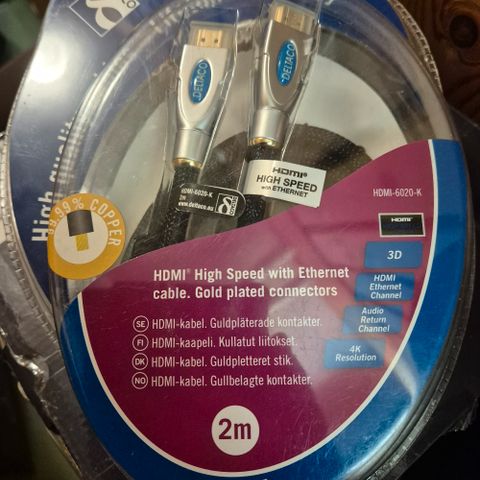 High quality
DELTACO
DELTACO
HDMI
HIGH SPEED
with ETHERNET
HDMI-6020-K
2m
www.deltaco.eu
HDMI-6020-K
HDMI
99.99% COPPER
3D
HDMI
Ethernet
Channel
Audio
Return
Channel
4K
Resolution
HDMI® High Speed with Ethernet
cable. Gold plated connectors
SE HDMI-kabel. Guldpläterade kontakter.
FI HDMI-kaapeli. Kullatut liitokset.
DK HDMI-kabel. Guldpletteret stik.
NO HDMI-kabel. Gullbelagte kontakter.
2m